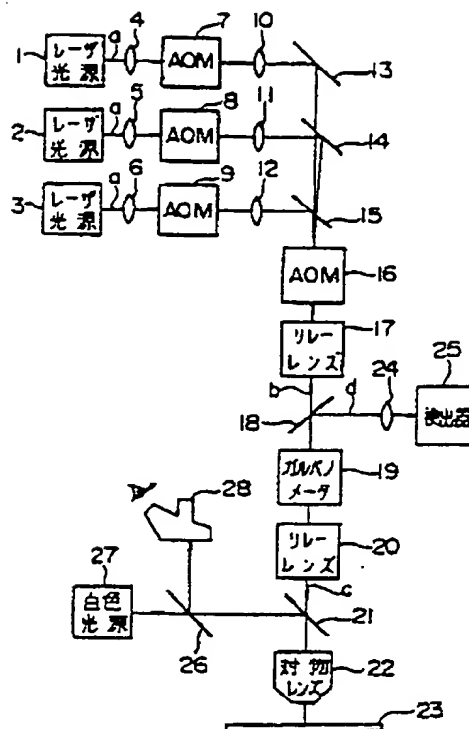 4
7
10
1
レーザ
光源
a
AOM
13
5
8
11
2
レーザ
光源
a
AOM
14
6
9
12
3
レーザ
光源
a
AOM
15
AOM
16
リレー
レンズ
17
25
24
b
d
18
検出器
ガルバノ
メータ
19
28
リレー
レンズ
20
27
c
白色
光源
26
21
対物
レンズ
22
23